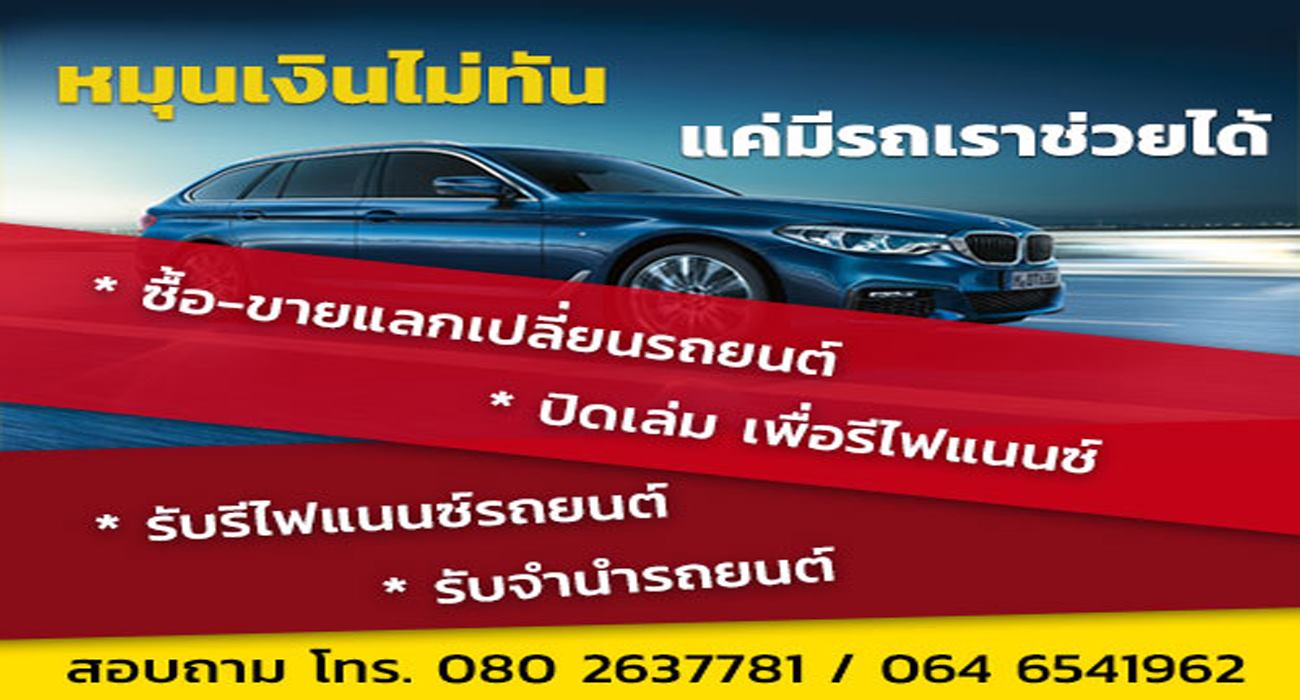 หมุนเงินไม่ทัน
แค่มีรถเราช่วยได้
* ซื้อ-ขายแลกเปลี่ยนรถยนต์
* ปิดเล่ม เพื่อรีไฟแนนซ์
* รับรีไฟแนนซ์รถยนต์
* รับจำนำรถยนต์
สอบถาม โทร. 080 2637781 / 064 6541962